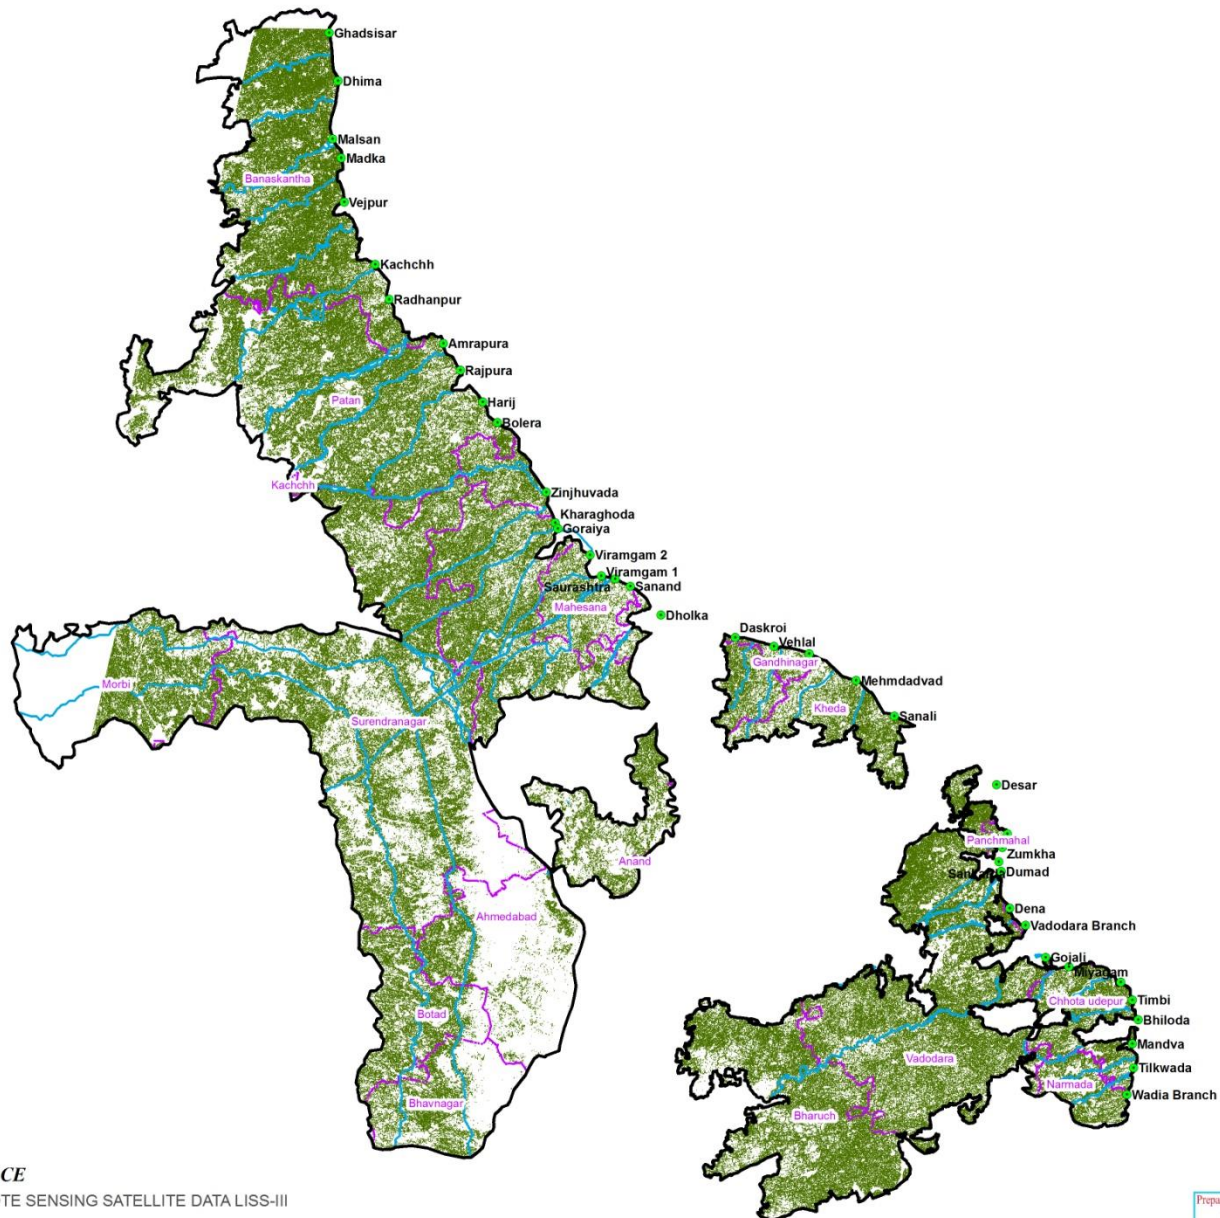 Ghadsisar
Dhima
Malsan
Madka
Banaskantha
Vejpur
Kachchh
Radhanpur
Amrapura
Rajpura
Patan
Harij
Bolera
Kachchh
Zinjhuvada
Kharaghoda
Goraiya
Viramgam 2
Viramgam 1
Saurashtra
Sanand
Mahesana
Dholka
Daskroi
Vehlal
Gandhinagar
Mehmdadvad
Morbi
Kheda
Sanali
Surendranagar
Desar
Panchmahal
Zumkha
Anand
Dumad
Dena
Ahmedabad
Vadodara Branch
Gojali
Miyagam
Chhota udepur
Timbi
Botad
Bhiloda
Mandva
Vadodara
Tilkwada
Narmada
Wadia Branch
Bhavnagar
Bharuch
CE
TE SENSING SATELLITE DATA LISS-III
Prepa